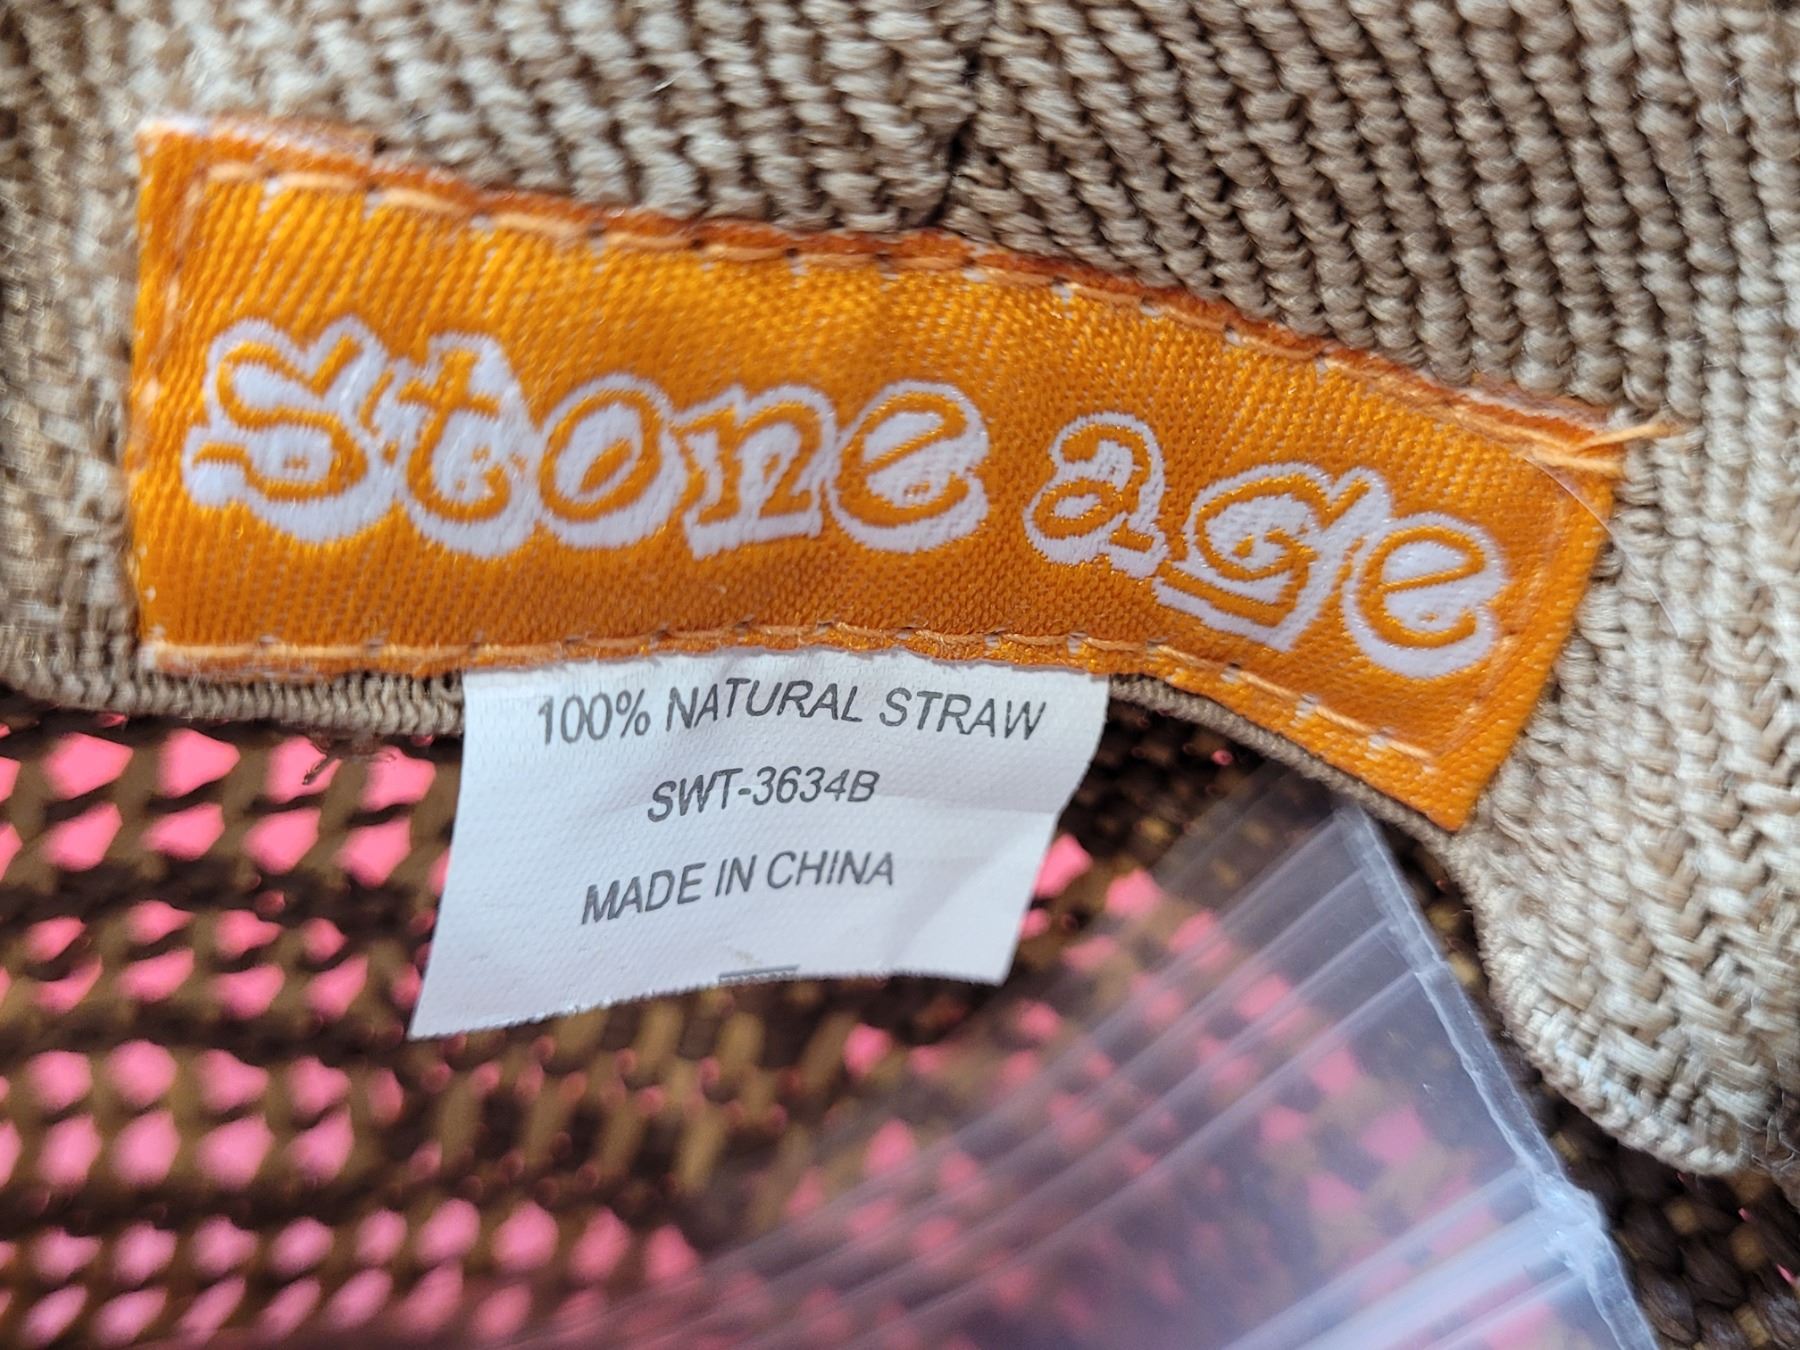 Stone age
100% NATURAL STRAW
SWT-3634B
MADE IN CHINA